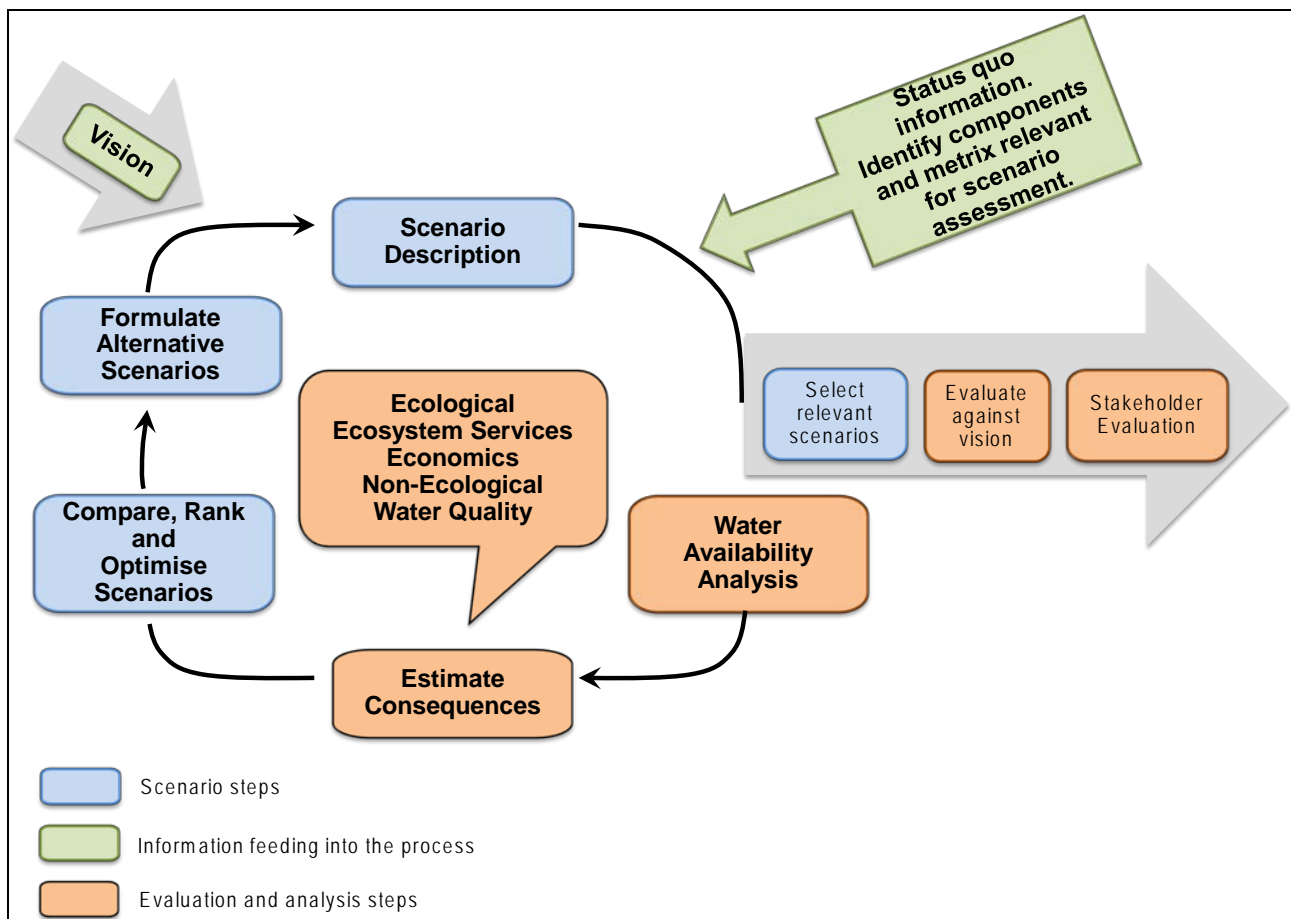 Vision
Status quo
information.
Identify components
and metrix relevant
for scenario
assessment.
Scenario
Description
Formulate
Alternative
Scenarios
Select
relevant
scenarios
Evaluate
against
vision
Stakeholder
Evaluation
Ecological
Ecosystem Services
Economics
Non-Ecological
Water Quality
Compare, Rank
and
Optimise
Scenarios
Water
Availability
Analysis
Estimate
Consequences
Scenario steps
Information feeding into the process
Evaluation and analysis steps